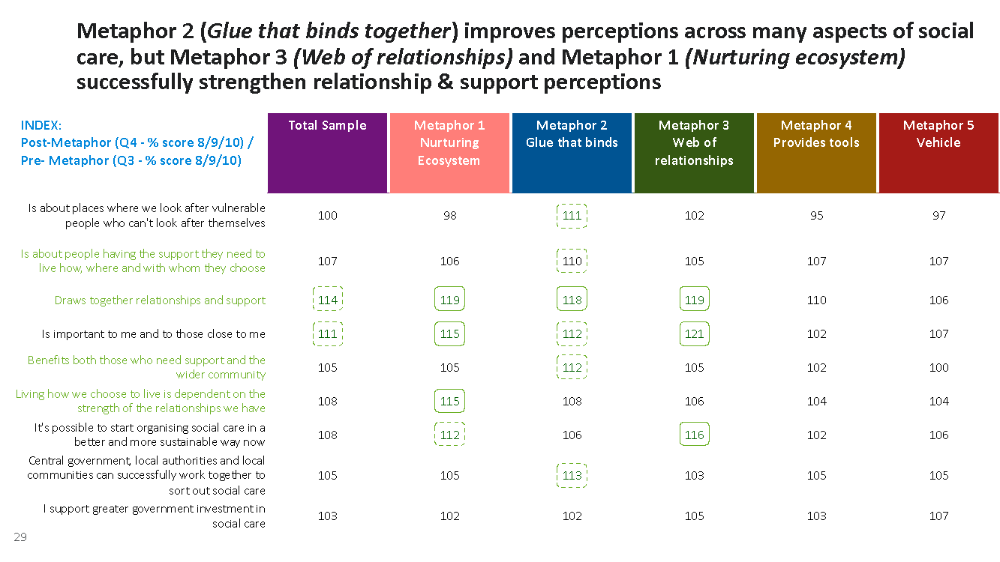 Metaphor 2 (Glue that binds together) improves perceptions across many aspects of social
care, but Metaphor 3 (Web of relationships) and Metaphor 1 (Nurturing ecosystem)
successfully strengthen relationship & support perceptions
INDEX:
Post-Metaphor (Q4 - % score 8/9/10) /
Pre- Metaphor (Q3 - % score 8/9/10)
Total Sample
Metaphor 1
Nurturing
Ecosystem
Metaphor 2
Glue that binds
Metaphor 3
Web of
relationships
Metaphor 4
Provides tools
Metaphor 5
Vehicle
Is about places where we look after vulnerable
people who can't look after themselves
100 98 111 102 95 97
Is about people having the support they need to
live how, where and with whom they choose
107 106 110 105 107 107
Draws together relationships and support
114 119 118 119 110 106
Is important to me and to those close to me
111 115 112 121 102 107
Benefits both those who need support and the
wider community
105 105 112 105 102 100
Living how we choose to live is dependent on the
strength of the relationships we have
108 115 108 106 104 104
It's possible to start organising social care in a
better and more sustainable way now
108 112 106 116 102 106
Central government, local authorities and local
communities can successfully work together to
sort out social care
105 105 113 103 105 105
I support greater government investment in
social care
103 102 102 105 103 107
29